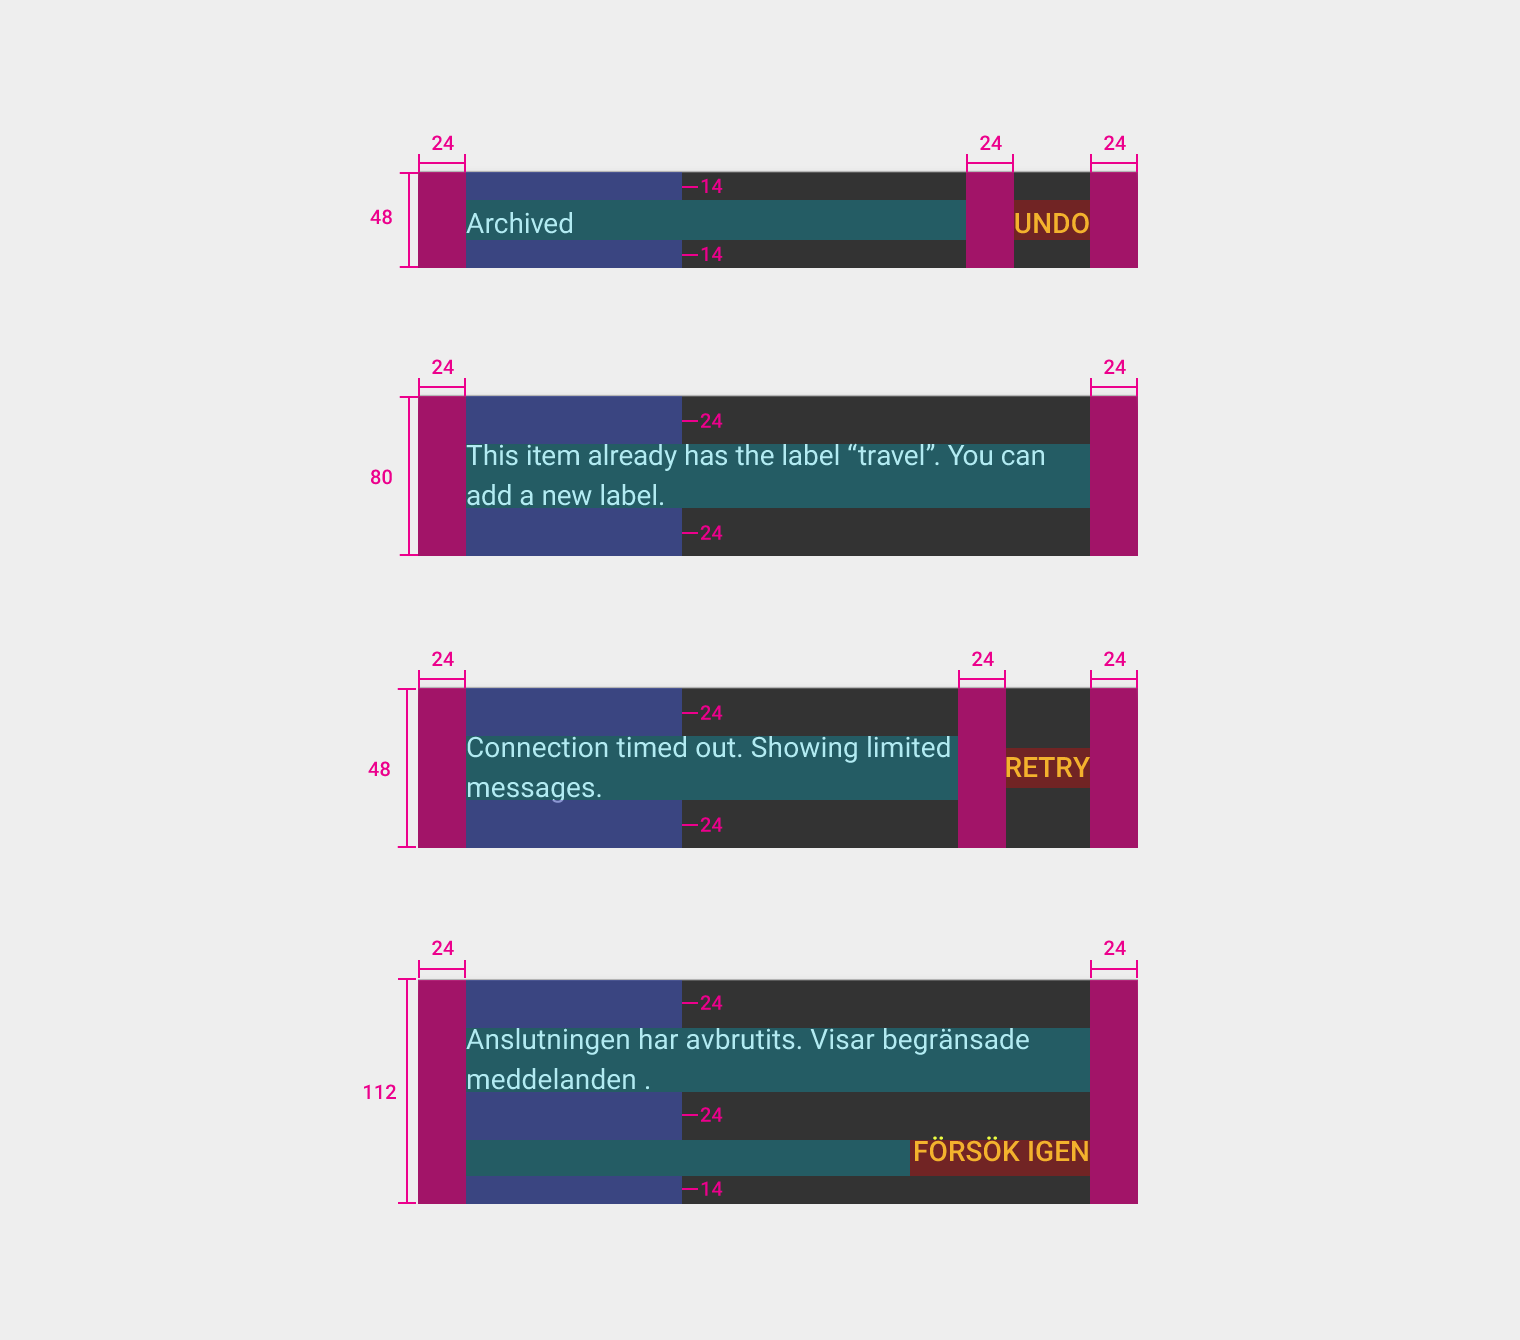 24 24 24
14
48 Archived UNDO
14
24 24
24
This item already has the label “travel”. You can
80
add a new label.
24
24 24 24
24
Connection timed out. Showing limited
48 RETRY
messages.
24
24 24
24
Anslutningen har avbrutits. Visar begränsade
meddelanden .
112
24
FÖRSÖK IGEN
14